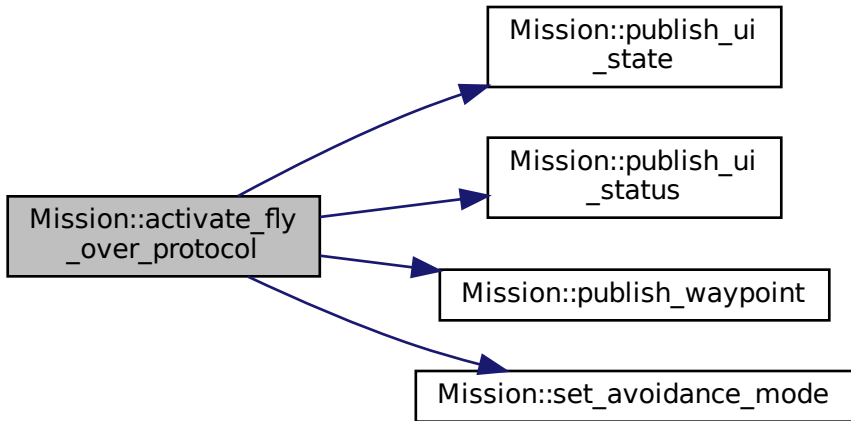 Mission::publish_ui
_state
Mission::publish_ui
_status
Mission::activate_fly
_over_protocol
Mission::publish_waypoint
Mission::set_avoidance_mode